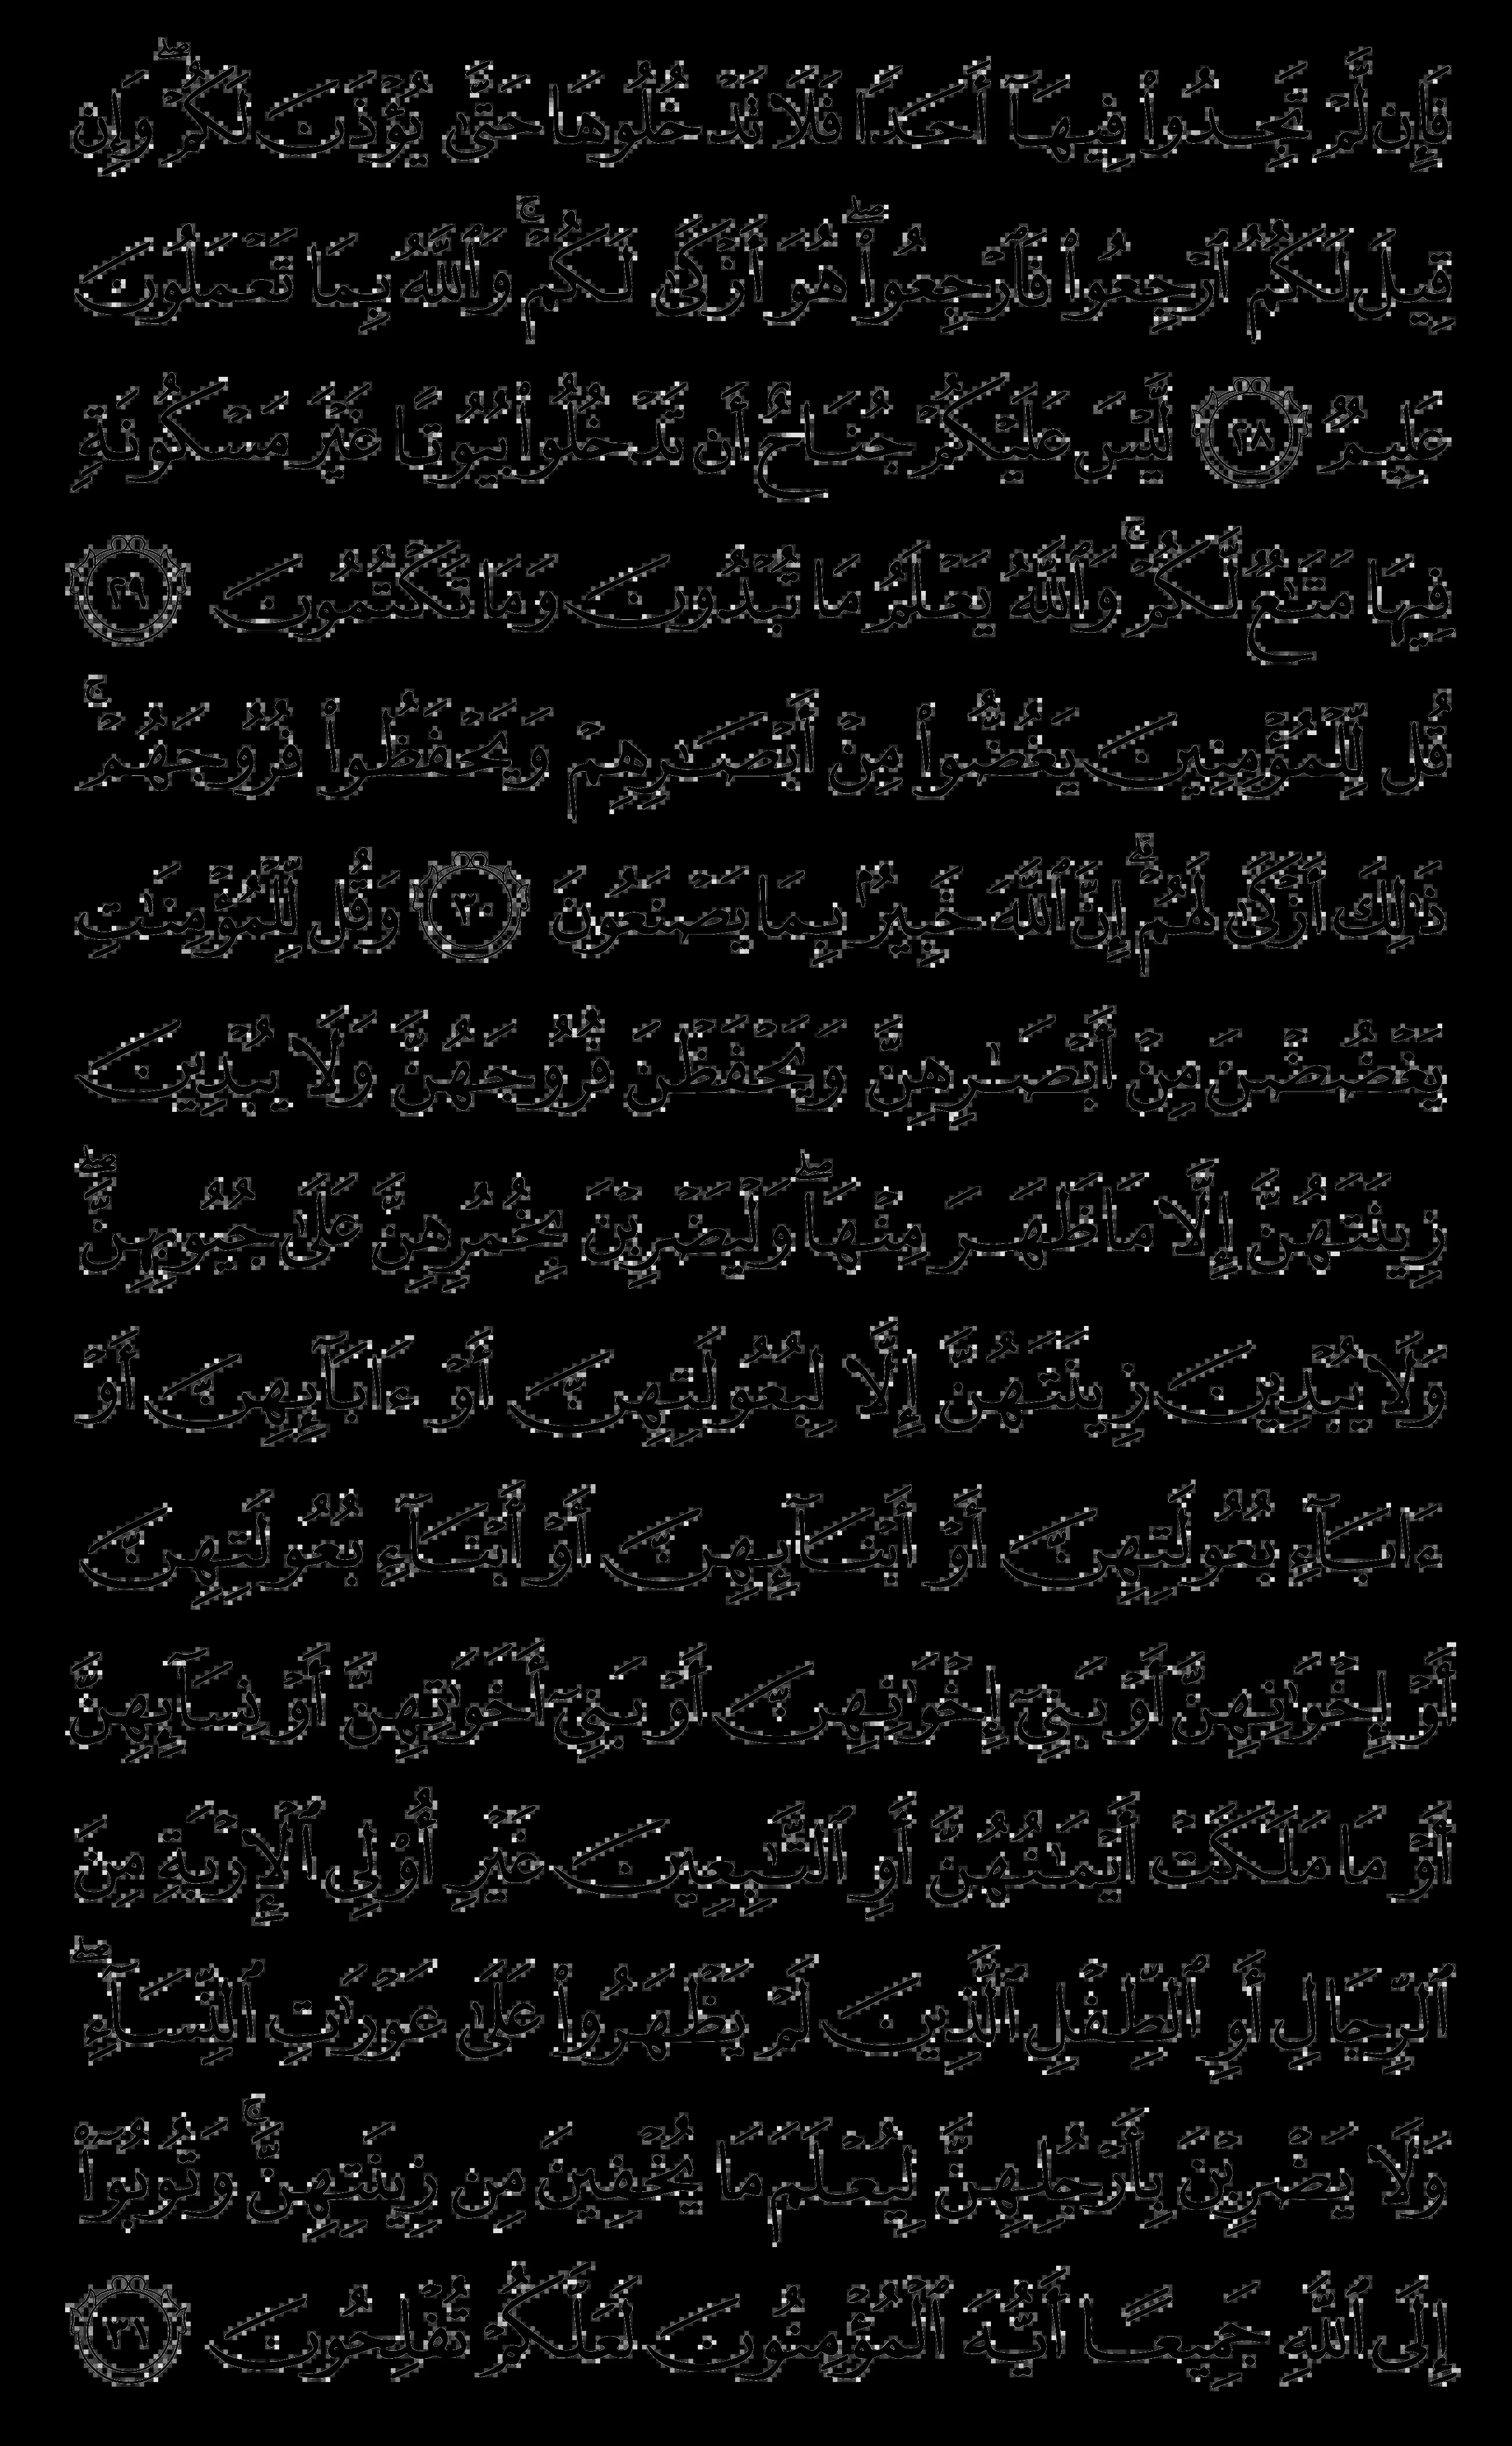 فَإِن لَّمْ تَجِدُوا۟ فِيهَآ أَحَدًا فَلَا تَدْخُلُوهَا حَتَّىٰ يُؤْذَنَ لَكُمْ ۖ وَإِن
قِيلَ لَكُمُ ٱرْجِعُوا۟ فَٱرْجِعُوا۟ ۖ هُوَ أَزْكَىٰ لَكُمْ ۚ وَٱللَّهُ بِمَا تَعْمَلُونَ
عَلِيمٌ ٢٨ لَّيْسَ عَلَيْكُمْ جُنَاحٌ أَن تَدْخُلُوا۟ بُيُوتًا غَيْرَ مَسْكُونَةٍ
فِيهَا مَتَـٰعٌ لَّكُمْ ۚ وَٱللَّهُ يَعْلَمُ مَا تُبْدُونَ وَمَا تَكْتُمُونَ ٢٩
قُل لِّلْمُؤْمِنِينَ يَغُضُّوا۟ مِنْ أَبْصَـٰرِهِمْ وَيَحْفَظُوا۟ فُرُوجَهُمْ ۚ
ذَٰلِكَ أَزْكَىٰ لَهُمْ ۗ إِنَّ ٱللَّهَ خَبِيرٌۢ بِمَا يَصْنَعُونَ ٣٠ وَقُل لِّلْمُؤْمِنَـٰتِ
يَغْضُضْنَ مِنْ أَبْصَـٰرِهِنَّ وَيَحْفَظْنَ فُرُوجَهُنَّ وَلَا يُبْدِينَ
زِينَتَهُنَّ إِلَّا مَا ظَهَرَ مِنْهَا ۖ وَلْيَضْرِبْنَ بِخُمُرِهِنَّ عَلَىٰ جُيُوبِهِنَّ ۖ
وَلَا يُبْدِينَ زِينَتَهُنَّ إِلَّا لِبُعُولَتِهِنَّ أَوْ ءَابَآئِهِنَّ أَوْ
ءَابَآءِ بُعُولَتِهِنَّ أَوْ أَبْنَآئِهِنَّ أَوْ أَبْنَآءِ بُعُولَتِهِنَّ
أَوْ إِخْوَٰنِهِنَّ أَوْ بَنِىٓ إِخْوَٰنِهِنَّ أَوْ بَنِىٓ أَخَوَٰتِهِنَّ أَوْ نِسَآئِهِنَّ
أَوْ مَا مَلَكَتْ أَيْمَـٰنُهُنَّ أَوِ ٱلتَّـٰبِعِينَ غَيْرِ أُو۟لِى ٱلْإِرْبَةِ مِنَ
ٱلرِّجَالِ أَوِ ٱلطِّفْلِ ٱلَّذِينَ لَمْ يَظْهَرُوا۟ عَلَىٰ عَوْرَٰتِ ٱلنِّسَآءِ ۖ
وَلَا يَضْرِبْنَ بِأَرْجُلِهِنَّ لِيُعْلَمَ مَا يُخْفِينَ مِن زِينَتِهِنَّ ۚ وَتُوبُوٓا۟
إِلَى ٱللَّهِ جَمِيعًا أَيُّهَ ٱلْمُؤْمِنُونَ لَعَلَّكُمْ تُفْلِحُونَ ٣١